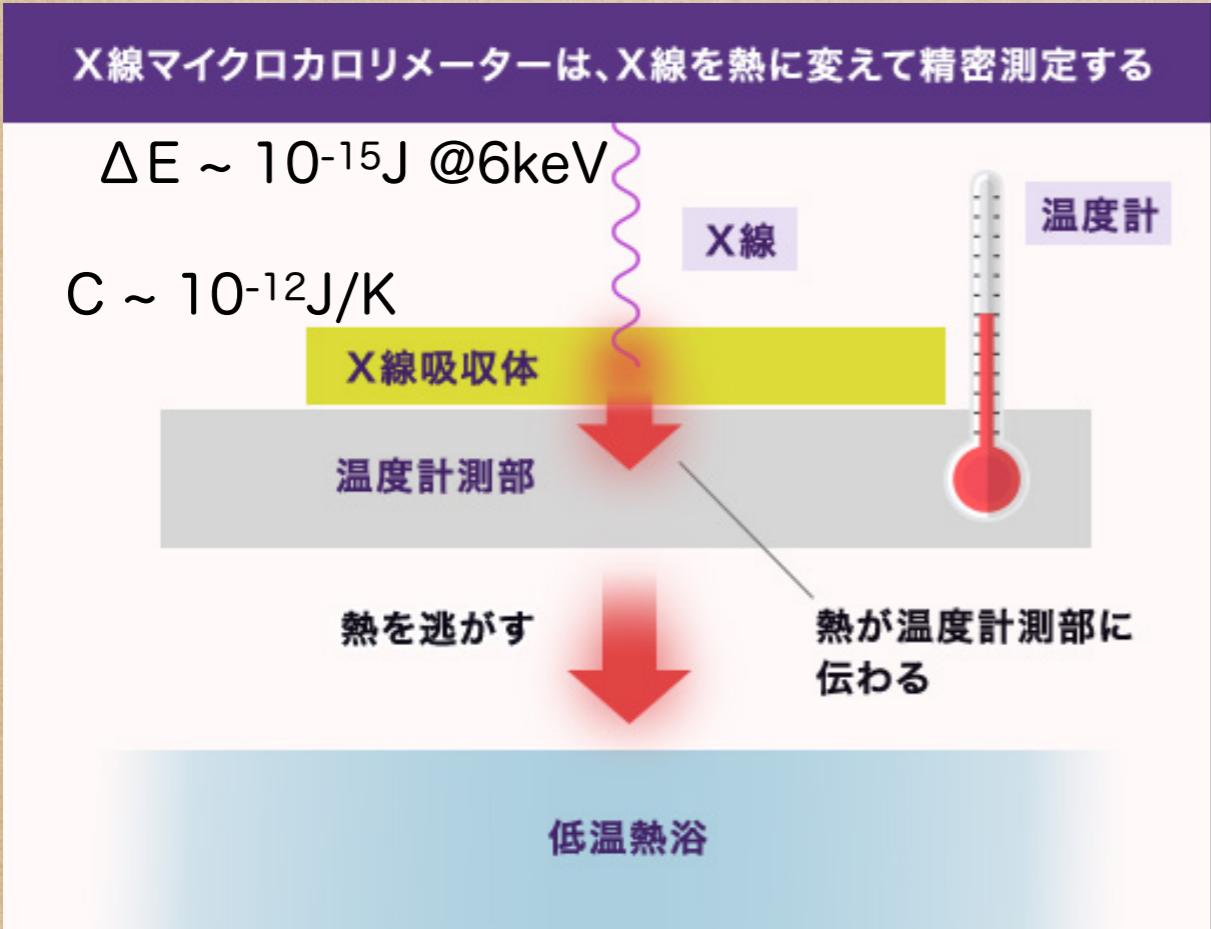 X線マイクロカロリメーターは、X線を熱に変えて精密測定する
ΔE ~ 10-15J @6keV
X線
温度計
C ~ 10-12J/K
X線吸収体
温度計測部
熱を逃がす
熱が温度計測部に
伝わる
低温熱浴